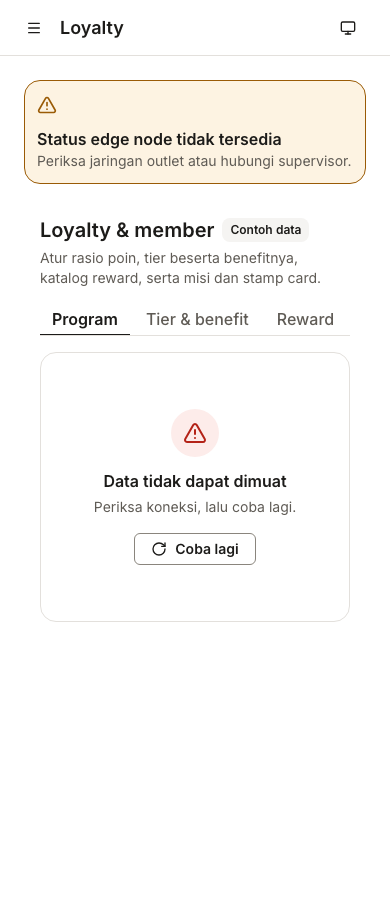 Loyalty
Status edge node tidak tersedia
Periksa jaringan outlet atau hubungi supervisor.
Loyalty & member
Contoh data
Atur rasio poin, tier beserta benefitnya,
katalog reward, serta misi dan stamp card.
Program
Tier & benefit
Reward
Data tidak dapat dimuat
Periksa koneksi, lalu coba lagi.
Coba lagi